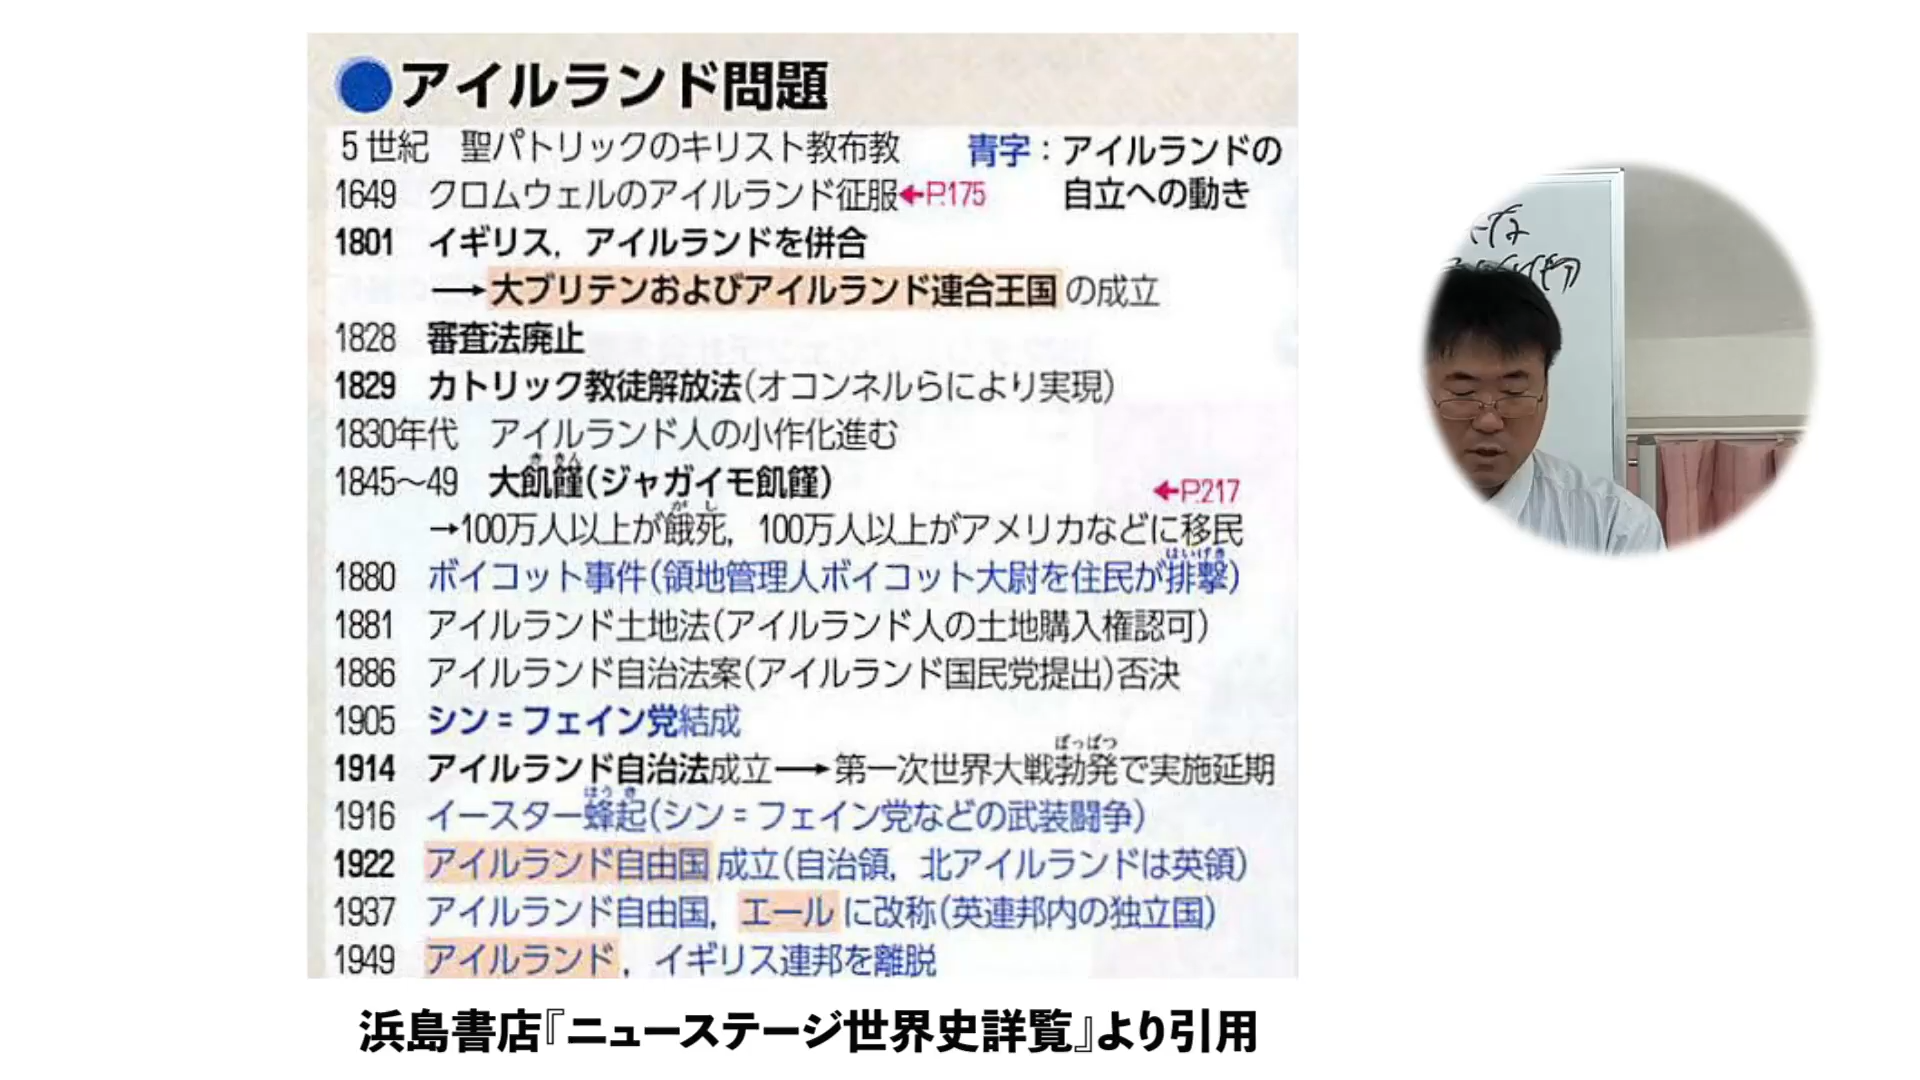 ●アイルランド問題
5世紀 聖パトリックのキリスト教布教
青字：アイルランドの
自立への動き
1649 クロムウェルのアイルランド征服←P.175
1801 イギリス，アイルランドを併合
→大ブリテンおよびアイルランド連合王国の成立
1828 審査法廃止
1829 カトリック教徒解放法(オコンネルらにより実現)
1830年代 アイルランド人の小作化進む
ききん
1845～49 大飢饉(ジャガイモ飢饉)
←P.217
がし
→100万人以上が餓死，100万人以上がアメリカなどに移民
はいげき
1880 ボイコット事件(領地管理人ボイコット大尉を住民が排撃)
1881 アイルランド土地法(アイルランド人の土地購入権認可)
1886 アイルランド自治法案(アイルランド国民党提出)否決
1905 シン=フェイン党結成
ぼっぱつ
1914 アイルランド自治法成立→第一次世界大戦勃発で実施延期
ほうき
1916 イースター蜂起(シン=フェイン党などの武装闘争)
1922 アイルランド自由国成立(自治領，北アイルランドは英領)
1937 アイルランド自由国，エールに改称(英連邦内の独立国)
1949 アイルランド，イギリス連邦を離脱
浜島書店『ニューステージ世界史詳覧』より引用